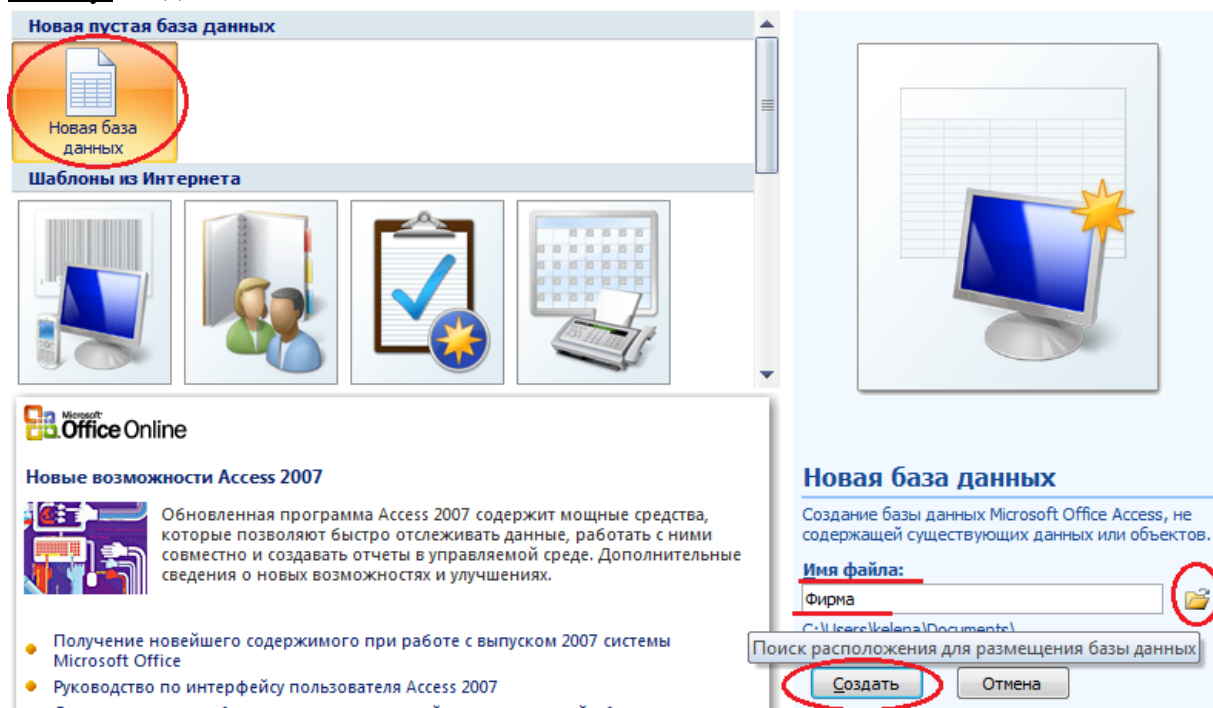 Новая пустая база данных
Новая база
данных
Шаблоны из Интернета
Microsoft
Office Online
Новые возможности Access 2007
Обновленная программа Access 2007 содержит мощные средства,
которые позволяют быстро отслеживать данные, работать с ними
совместно и создавать отчеты в управляемой среде. Дополнительные
сведения о новых возможностях и улучшениях.
Получение новейшего содержимого при работе с выпуском 2007 системы
Microsoft Office
Руководство по интерфейсу пользователя Access 2007
Новая база данных
Создание базы данных Microsoft Office Access, не
содержащей существующих данных или объектов.
Имя файла:
Фирма
C:\Users\kelena\Documents\
Поиск расположения для размещения базы данных
Создать
Отмена